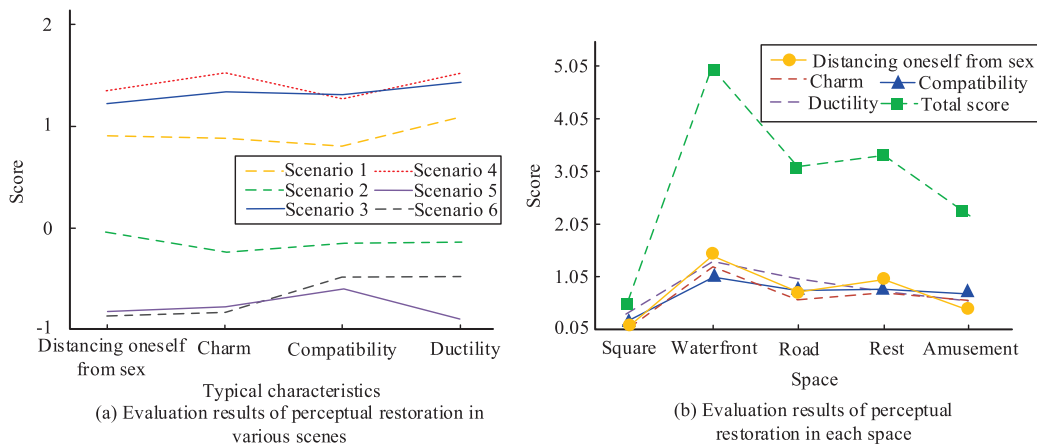 2
1
0
-1
Score
Scenario 1
Scenario 4
Scenario 2
Scenario 5
Scenario 3
Scenario 6
Distancing oneself
from sex
Charm
Compatibility
Ductility
Typical characteristics
(a) Evaluation results of perceptual restoration in
various scenes
5.05
4.05
3.05
2.05
1.05
0.05
Score
Distancing oneself from sex
Charm
Compatibility
Ductility
Total score
Square
Waterfront
Road
Rest
Amusement
Space
(b) Evaluation results of perceptual
restoration in each space